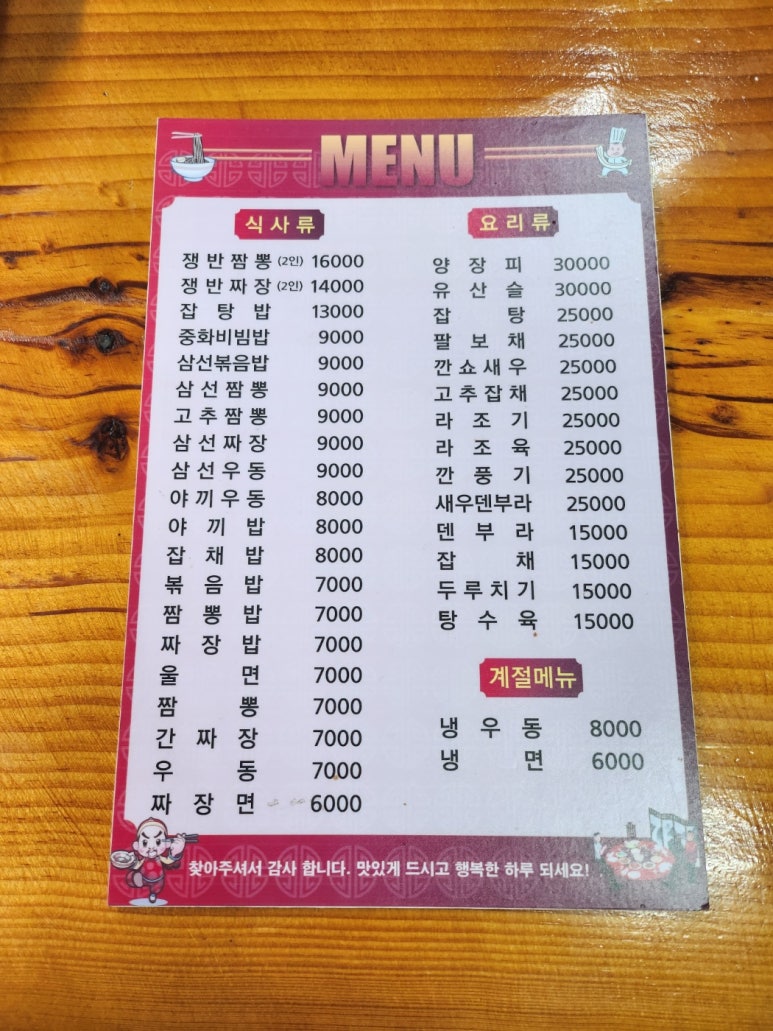 MENU
식사류
쟁반짬뽕 (2인) 16000
쟁반짜장 (2인) 14000
잡탕밥 13000
중화비빔밥 9000
삼선볶음밥 9000
삼선짬뽕 9000
고추짬뽕 9000
삼선짜장 9000
삼선우동 9000
야끼우동 8000
야끼밥 8000
잡채밥 8000
볶음밥 7000
짬뽕밥 7000
짜장밥 7000
울면 7000
짬뽕 7000
간짜장 7000
우동 7000
짜장면 6000
요리류
양장피 30000
유산슬 30000
잡탕 25000
팔보채 25000
깐쇼새우 25000
고추잡채 25000
라조기 25000
라조육 25000
깐풍기 25000
새우덴부라 25000
덴부라 15000
잡채 15000
두루치기 15000
탕수육 15000
계절메뉴
냉우동 8000
냉면 6000
찾아주셔서 감사 합니다. 맛있게 드시고 행복한 하루 되세요!